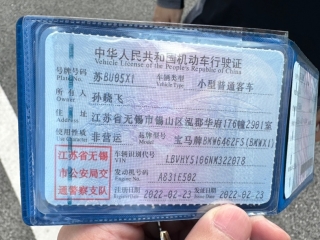 中华人民共和国机动车行驶证
Vehicle License of the People's Republic of China
号牌号码 苏BU05X1 车辆类型 小型普通客车
Plate No. Vehicle Type
所有人 孙晓飞
Owner
住址 江苏省无锡市锡山区泓郡华府176幢2901室
Address
使用性质 非营运 品牌型号 宝马牌BMW6462FS(BMWX1)
Use Character Model
江苏省无
锡市公安局交
通警察支队
车辆识别代号
VIN
发动机号码 A831E502
Engine No.
注册日期 2022-02-23 发证日期 2022-02-23
Register Date Issue Date